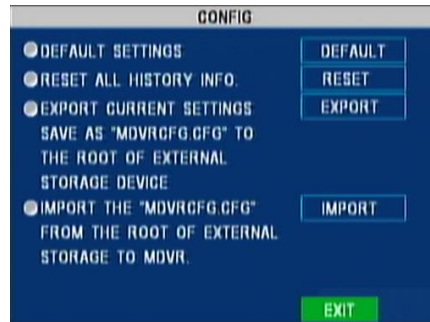 CONFIG
DEFAULT SETTINGS DEFAULT
RESET ALL HISTORY INFO. RESET
EXPORT CURRENT SETTINGS EXPORT
SAVE AS "MDVRCFG.CFG" TO
THE ROOT OF EXTERNAL
STORAGE DEVICE
IMPORT THE "MDVRCFG.CFG" IMPORT
FROM THE ROOT OF EXTERNAL
STORAGE TO MDVR.
EXIT